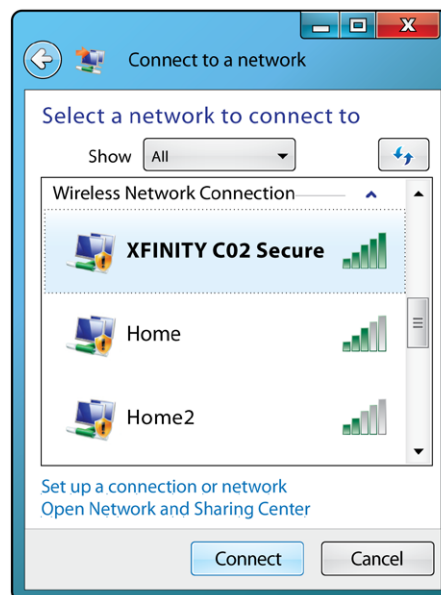 Connect to a network
Select a network to connect to
Show All
Wireless Network Connection
XFINITY C02 Secure
Home
Home2
Set up a connection or network
Open Network and Sharing Center
Connect Cancel